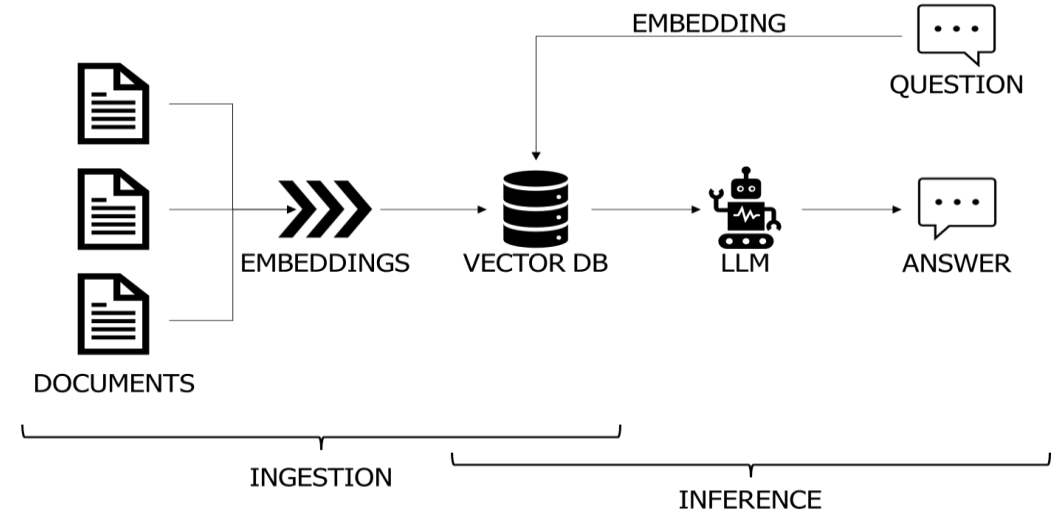 EMBEDDING
QUESTION
EMBEDDINGS
VECTOR DB
LLM
ANSWER
DOCUMENTS
INGESTION
INFERENCE